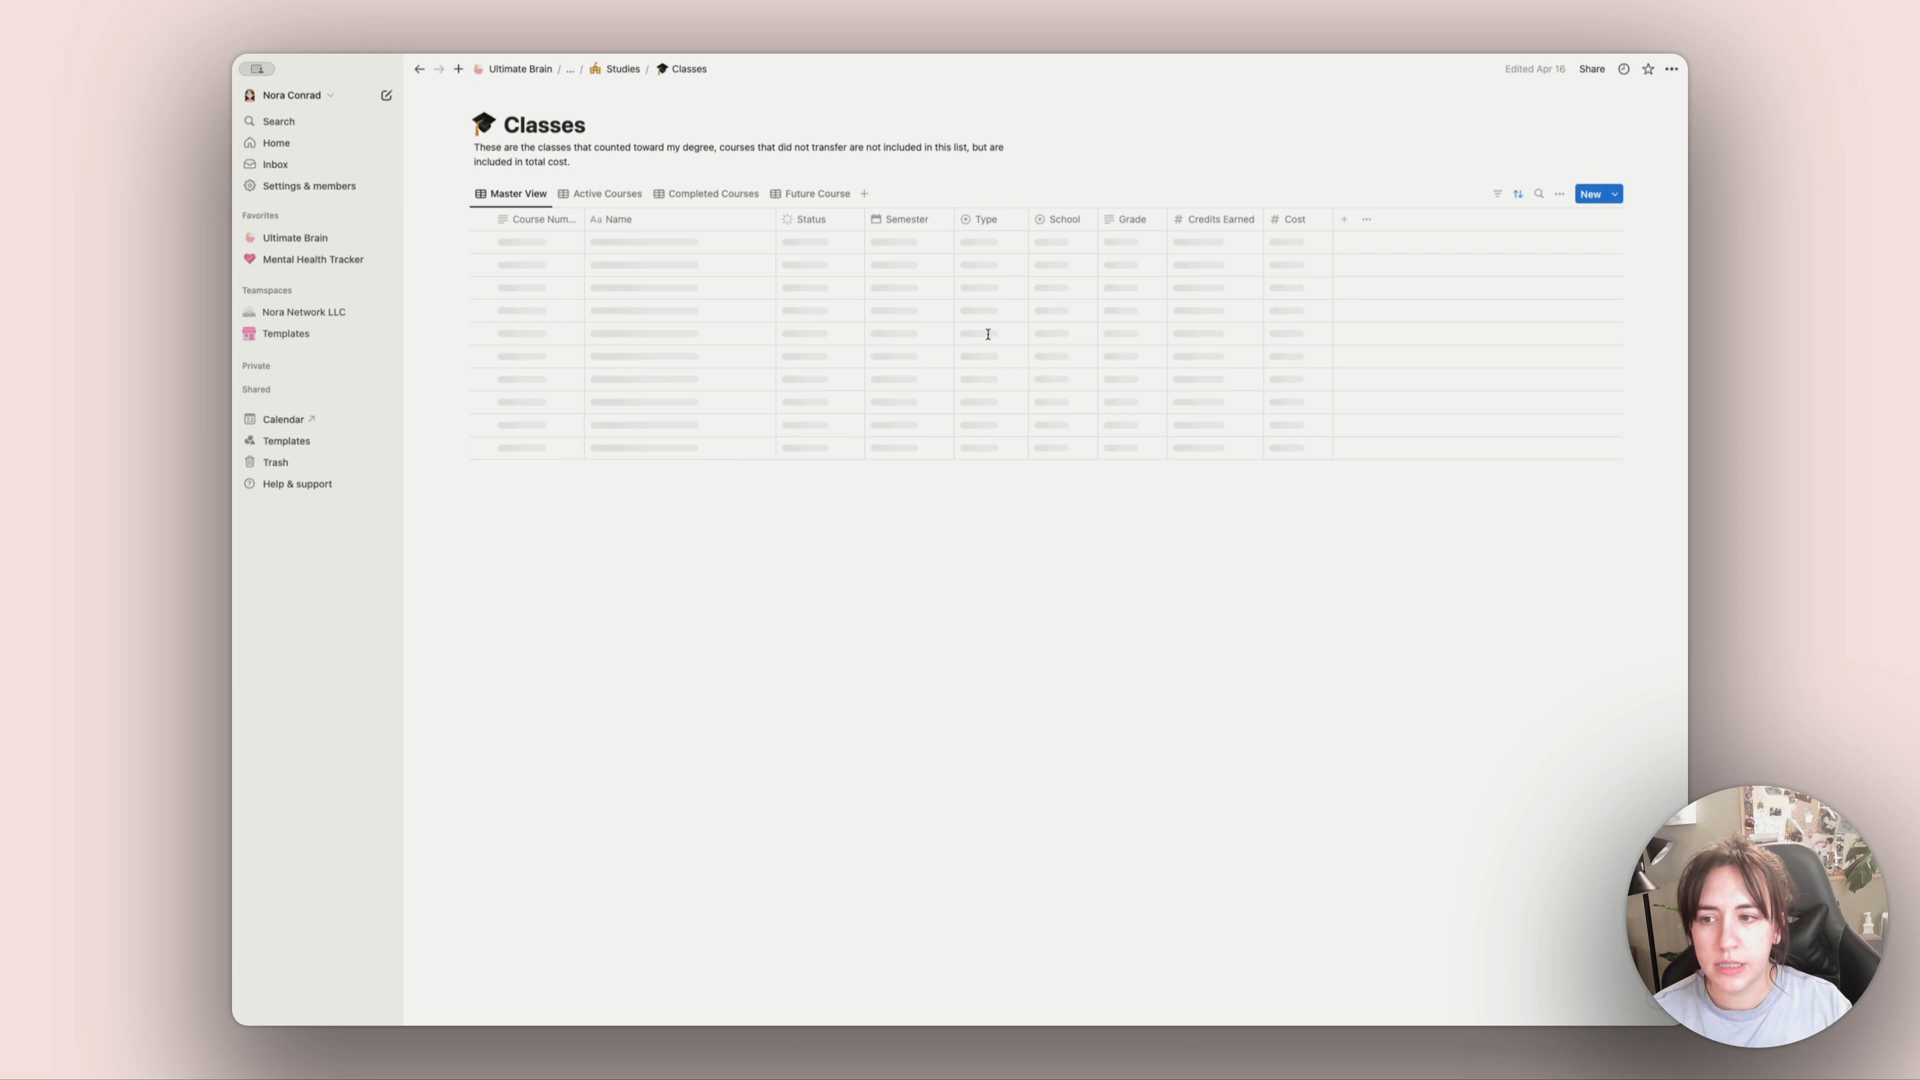 Ultimate Brain / ... / Studies / Classes
Edited Apr 16 Share
Nora Conrad
Search
Home
Inbox
Settings & members
Favorites
Ultimate Brain
Mental Health Tracker
Teamspaces
Nora Network LLC
Templates
Private
Shared
Calendar
Templates
Trash
Help & support
Classes
These are the classes that counted toward my degree, courses that did not transfer are not included in this list, but are
included in total cost.
Master View Active Courses Completed Courses Future Course
New
Course Num... Aa Name Status Semester Type School Grade # Credits Earned # Cost